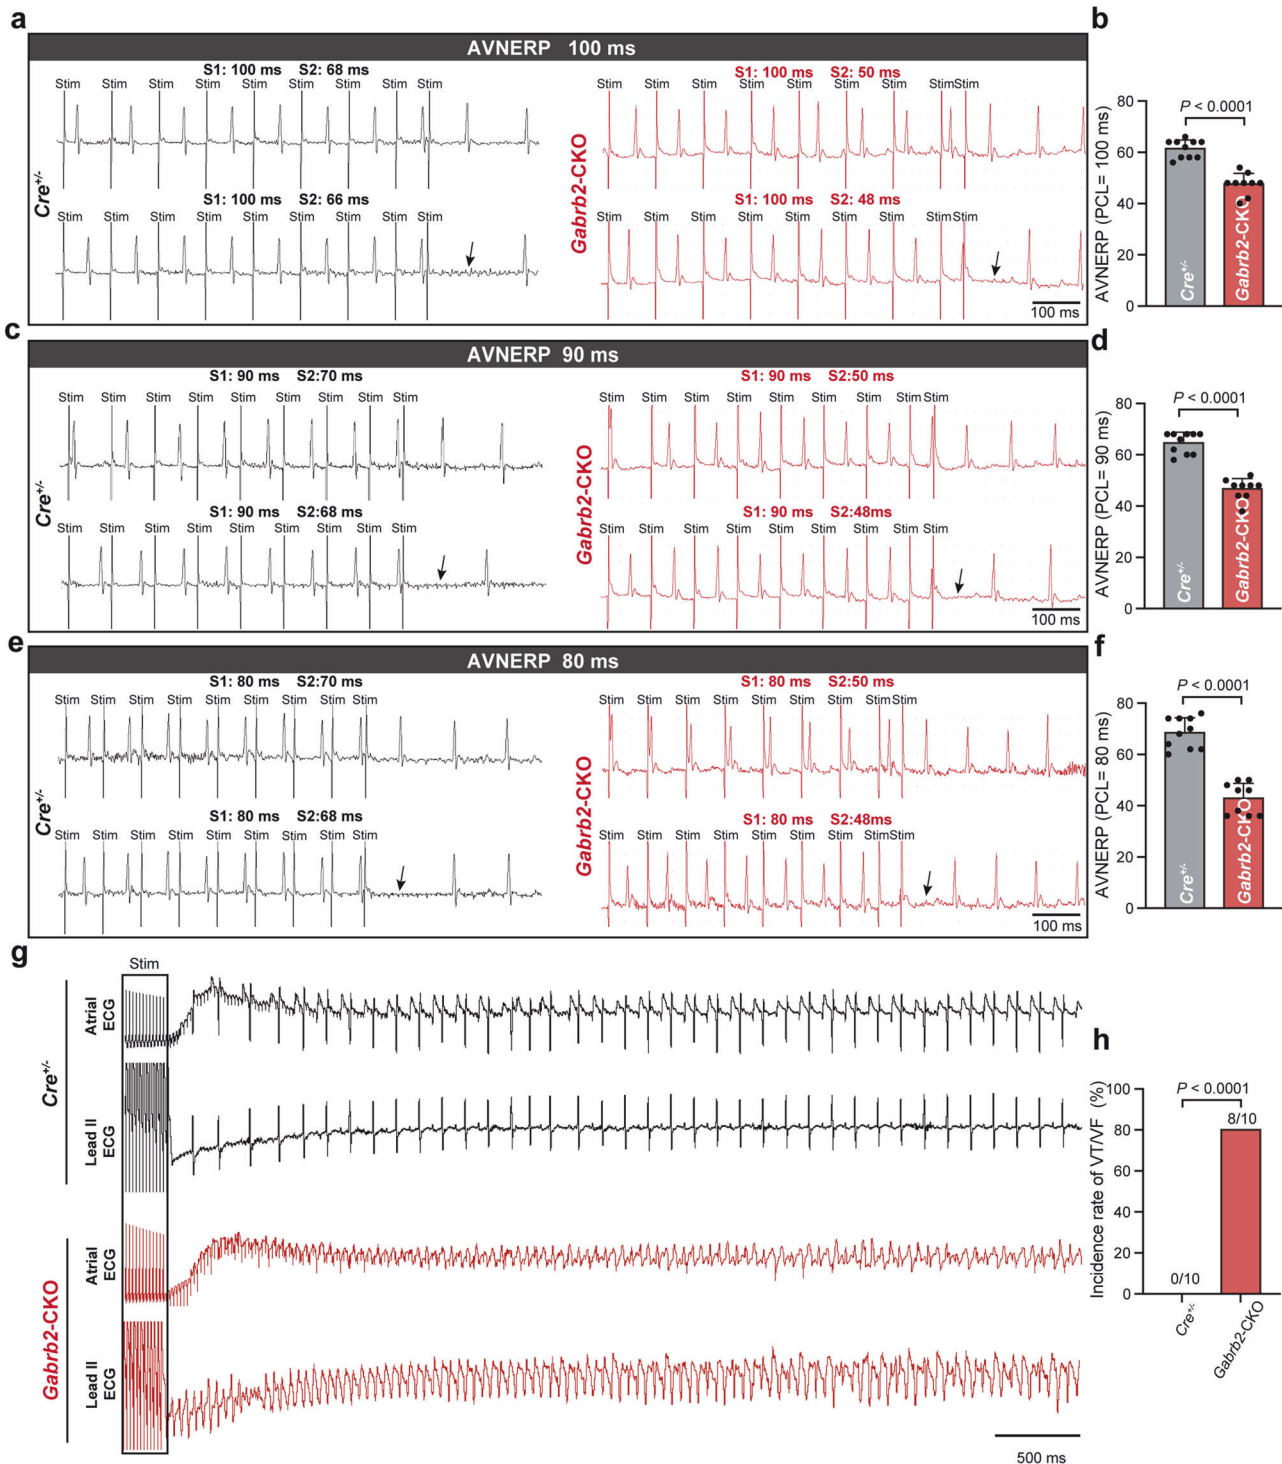 a
AVNERP 100 ms
S1: 100 ms S2: 68 ms
Stim Stim Stim Stim Stim Stim Stim Stim Stim
S1: 100 ms S2: 66 ms
Stim Stim Stim Stim Stim Stim Stim Stim Stim
Cre+/-
S1: 100 ms S2: 50 ms
Stim Stim Stim Stim Stim Stim Stim Stim Stim
S1: 100 ms S2: 48 ms
Stim Stim Stim Stim Stim Stim Stim Stim Stim
Gabrb2-CKO
100 ms
b
AVNERP (PCL= 100 ms)
80
60
40
20
0
P < 0.0001
Cre+/-
Gabrb2-CKO
c
AVNERP 90 ms
S1: 90 ms S2:70 ms
Stim Stim Stim Stim Stim Stim Stim Stim Stim
S1: 90 ms S2:68 ms
Stim Stim Stim Stim Stim Stim Stim Stim Stim
Cre+/-
S1: 90 ms S2:50 ms
Stim Stim Stim Stim Stim Stim Stim Stim Stim
S1: 90 ms S2:48ms
Stim Stim Stim Stim Stim Stim Stim Stim Stim
Gabrb2-CKO
100 ms
d
AVNERP (PCL= 90 ms)
80
60
40
20
0
P < 0.0001
Cre+/-
Gabrb2-CKO
e
AVNERP 80 ms
S1: 80 ms S2:70 ms
Stim Stim Stim Stim Stim Stim Stim Stim Stim
S1: 80 ms S2:68 ms
Stim Stim Stim Stim Stim Stim Stim Stim Stim
Cre+/-
S1: 80 ms S2:50 ms
Stim Stim Stim Stim Stim Stim Stim Stim Stim
S1: 80 ms S2:48ms
Stim Stim Stim Stim Stim Stim Stim Stim Stim
Gabrb2-CKO
100 ms
f
AVNERP (PCL= 80 ms)
80
60
40
20
0
P < 0.0001
Cre+/-
Gabrb2-CKO
g
Stim
Cre+/-
Atrial
ECG
Lead II
ECG
Gabrb2-CKO
Atrial
ECG
Lead II
ECG
500 ms
h
Incidence rate of VT/VF (%)
100
80
60
40
20
0
P < 0.0001
8/10
0/10
Cre+/-
Gabrb2-CKO